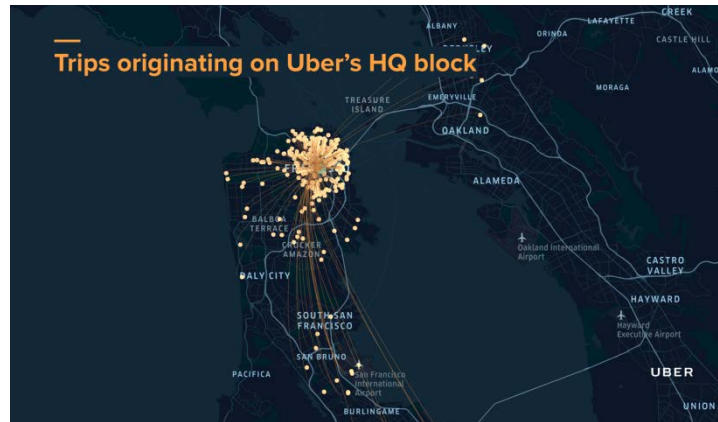 Trips originating on Uber's HQ block
ALBANY
CREEK
LAFAYETTE
ORINDA
CASTLE HILL
ALAMO
MORAGA
TREASURE
ISLAND
EMERYVILLE
OAKLAND
ALAMEDA
BALBOA
TERRACE
CROCKER
AMAZON
Oakland International
Airport
DALY CITY
CASTRO
VALLEY
HAYWARD
SOUTH SAN
FRANCISCO
Hayward
Executive Airport
SAN BRUNO
PACIFICA
San Francisco
International
Airport
UBER
BURLINGAME
UNION